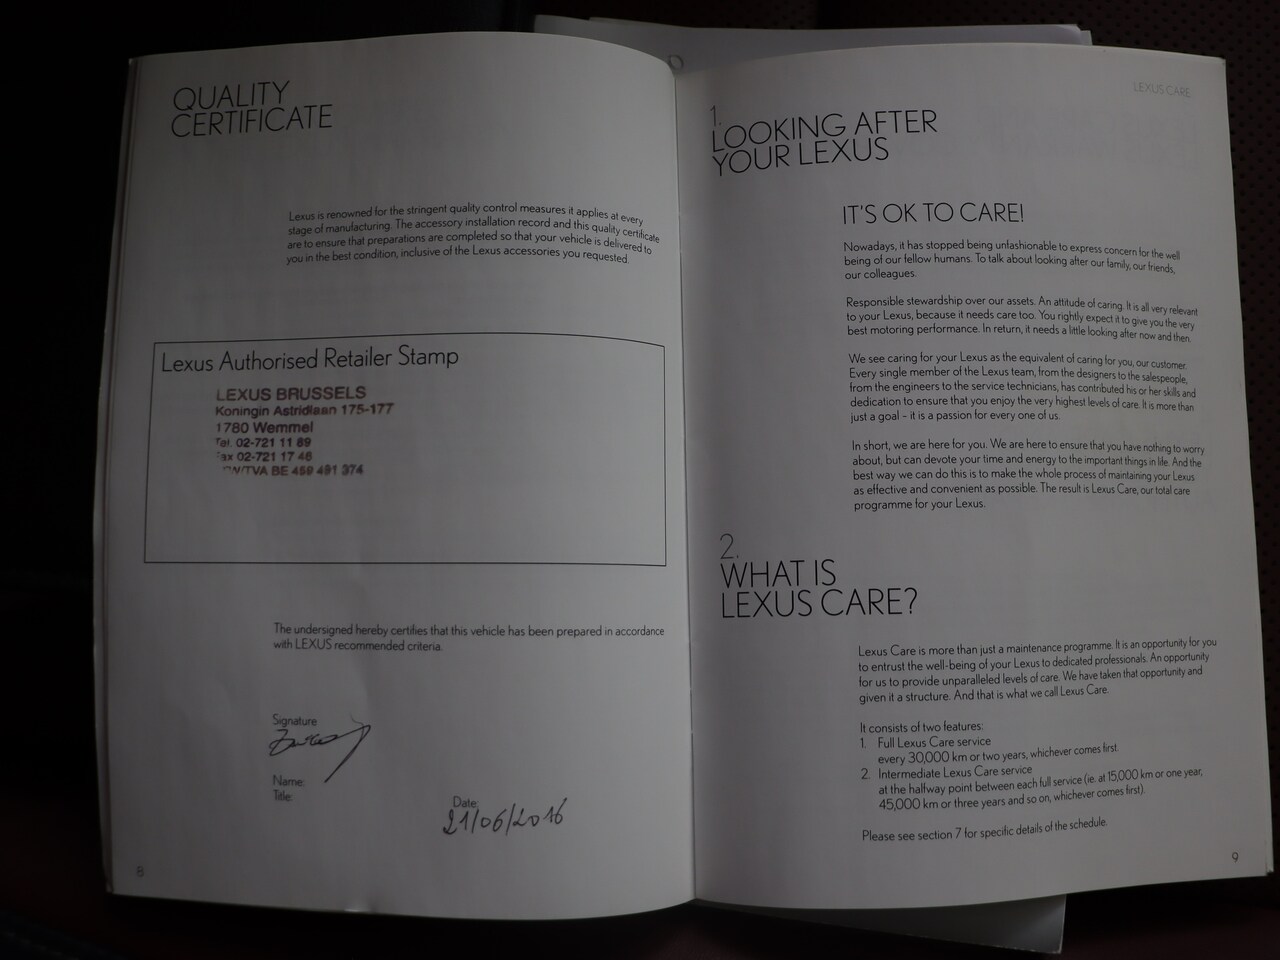 QUALITY
CERTIFICATE
Lexus is renowned for the stringent quality control measures it applies at every
stage of manufacturing. The accessory installation record and this quality certificate
are to ensure that preparations are completed so that your vehicle is delivered to
you in the best condition, inclusive of the Lexus accessories you requested.
Lexus Authorised Retailer Stamp
LEXUS BRUSSELS
Koningin Astridlaan 175-177
1780 Wemmel
Tel. 02-721 11 89
fax 02-721 17 46
TVA BE 459 491 374
The undersigned hereby certifies that this vehicle has been prepared in accordance
with LEXUS recommended criteria.
Signature
Name:
Title:
Date:
21/06/2016
8
LEXUS CARE
1.
LOOKING AFTER
YOUR LEXUS
IT'S OK TO CARE!
Nowadays, it has stopped being unfashionable to express concern for the well
being of our fellow humans. To talk about looking after our family, our friends,
our colleagues.
Responsible stewardship over our assets. An attitude of caring. It is all very relevant
to your Lexus, because it needs care too. You rightly expect it to give you the very
best motoring performance. In return, it needs a little looking after now and then.
We see caring for your Lexus as the equivalent of caring for you, our customer.
Every single member of the Lexus team, from the designers to the salespeople,
from the engineers to the service technicians, has contributed his or her skills and
dedication to ensure that you enjoy the very highest levels of care. It is more than
just a goal – it is a passion for every one of us.
In short, we are here for you. We are here to ensure that you have nothing to worry
about, but can devote your time and energy to the important things in life. And the
best way we can do this is to make the whole process of maintaining your Lexus
as effective and convenient as possible. The result is Lexus Care, our total care
programme for your Lexus.
2.
WHAT IS
LEXUS CARE?
Lexus Care is more than just a maintenance programme. It is an opportunity for you
to entrust the well-being of your Lexus to dedicated professionals. An opportunity
for us to provide unparalleled levels of care. We have taken that opportunity and
given it a structure. And that is what we call Lexus Care.
It consists of two features:
1. Full Lexus Care service
every 30,000 km or two years, whichever comes first.
2. Intermediate Lexus Care service
at the halfway point between each full service (ie. at 15,000 km or one year,
45,000 km or three years and so on, whichever comes first).
Please see section 7 for specific details of the schedule.
9